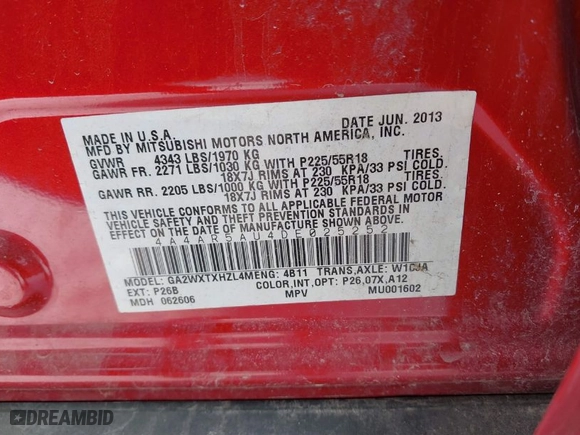 MADE IN U.S.A. DATE JUN. 2013
MFD BY MITSUBISHI MOTORS NORTH AMERICA, INC.
GVWR 4343 LBS/1970 KG
GAWR FR. 2271 LBS/1030 KG WITH P225/55R18 TIRES.
18X7J RIMS AT 230 KPA/33 PSI COLD.
GAWR RR. 2205 LBS/1000 KG WITH P225/55R18 TIRES.
18X7J RIMS AT 230 KPA/33 PSI COLD.
THIS VEHICLE CONFORMS TO ALL APPLICABLE FEDERAL MOTOR
VEHICLE SAFETY AND THEFT PREVENTION STANDARDS IN
EFFECT ON THE DATE OF MANUFACTURE SHOWN ABOVE.
4A4AR5AU4DE025252
MODEL: GA2WXTXHZL4M ENG: 4B11 TRANS,AXLE: W1CJA
EXT: P26B COLOR,INT,OPT: P26,07X,A12
MDH 062606 MPV MU001602
DREAMBID